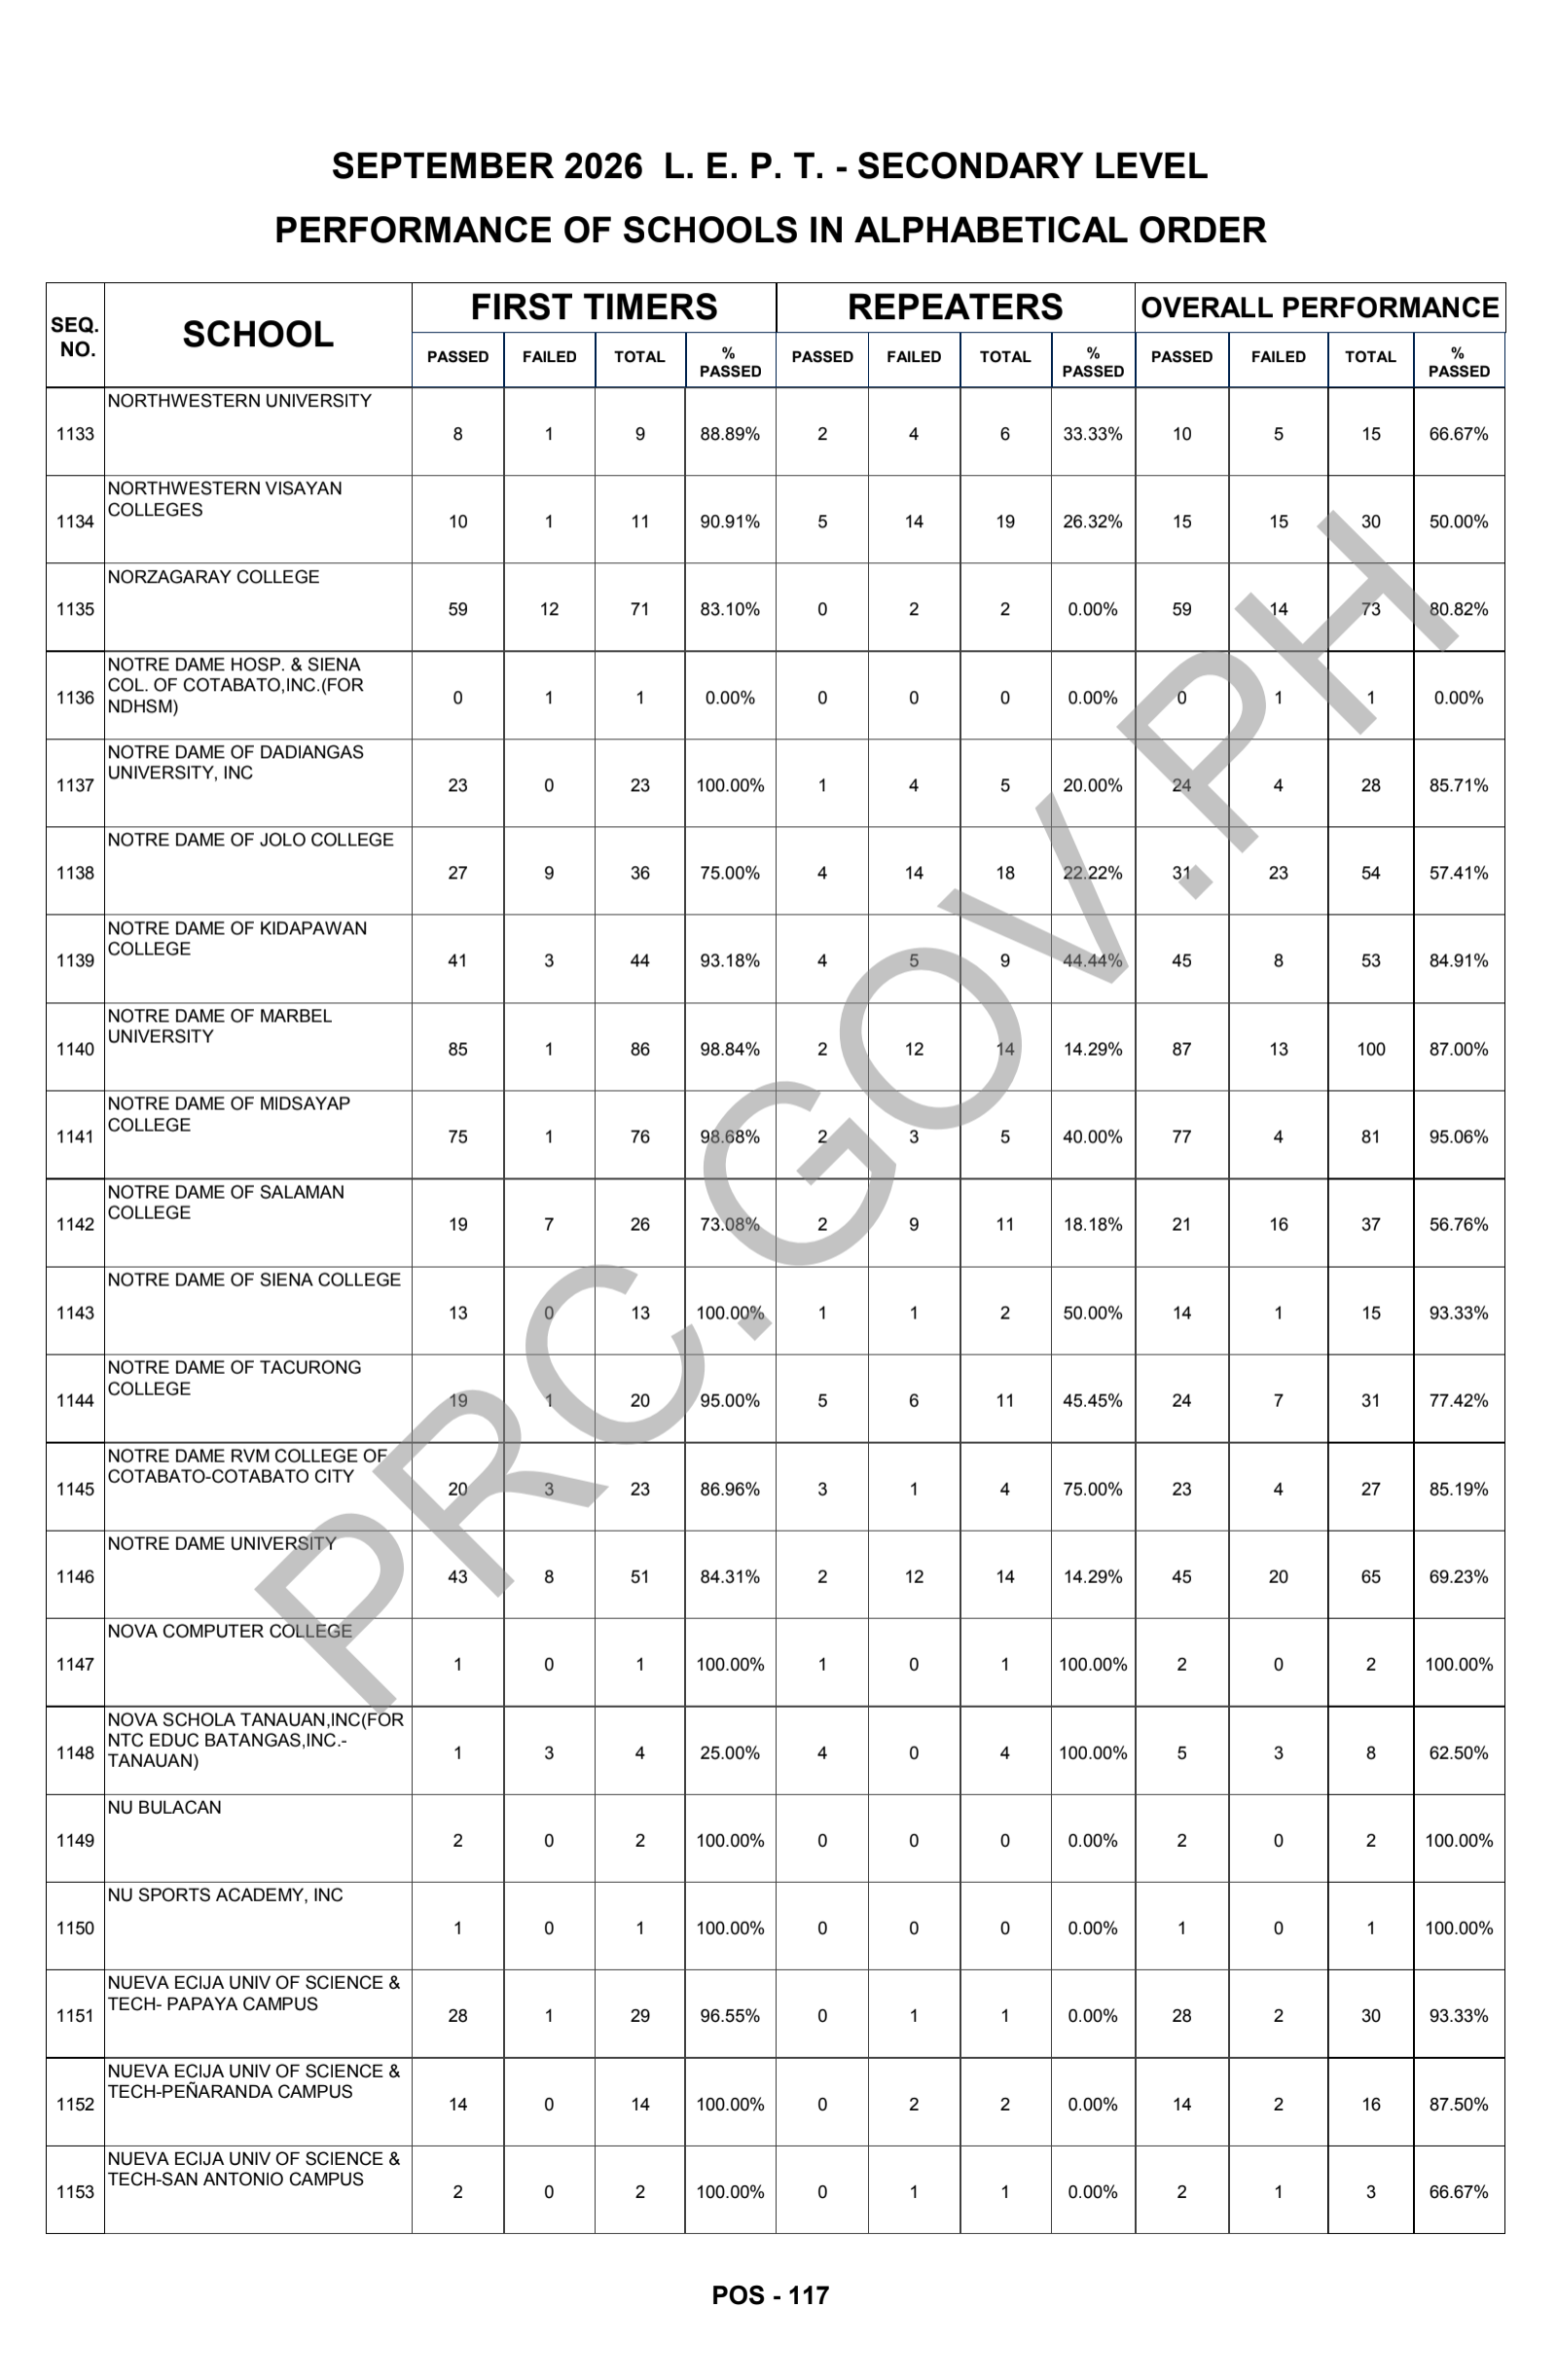 SEPTEMBER 2026 L. E. P. T. - SECONDARY LEVEL
PERFORMANCE OF SCHOOLS IN ALPHABETICAL ORDER
SEQ. NO. SCHOOL FIRST TIMERS REPEATERS OVERALL PERFORMANCE
PASSED FAILED TOTAL % PASSED PASSED FAILED TOTAL % PASSED PASSED FAILED TOTAL % PASSED
NORTHWESTERN UNIVERSITY
1133 8 1 9 88.89% 2 4 6 33.33% 10 5 15 66.67%
NORTHWESTERN VISAYAN
COLLEGES
1134 10 1 11 90.91% 5 14 19 26.32% 15 15 30 50.00%
NORZAGARAY COLLEGE
1135 59 12 71 83.10% 0 2 2 0.00% 59 14 73 80.82%
NOTRE DAME HOSP. & SIENA
COL. OF COTABATO,INC.(FOR
NDHSM)
1136 0 1 1 0.00% 0 0 0 0.00% 0 1 1 0.00%
NOTRE DAME OF DADIANGAS
UNIVERSITY, INC
1137 23 0 23 100.00% 1 4 5 20.00% 24 4 28 85.71%
NOTRE DAME OF JOLO COLLEGE
1138 27 9 36 75.00% 4 14 18 22.22% 31 23 54 57.41%
NOTRE DAME OF KIDAPAWAN
COLLEGE
1139 41 3 44 93.18% 4 5 9 44.44% 45 8 53 84.91%
NOTRE DAME OF MARBEL
UNIVERSITY
1140 85 1 86 98.84% 2 12 14 14.29% 87 13 100 87.00%
NOTRE DAME OF MIDSAYAP
COLLEGE
1141 75 1 76 98.68% 2 3 5 40.00% 77 4 81 95.06%
NOTRE DAME OF SALAMAN
COLLEGE
1142 19 7 26 73.08% 2 9 11 18.18% 21 16 37 56.76%
NOTRE DAME OF SIENA COLLEGE
1143 13 0 13 100.00% 1 1 2 50.00% 14 1 15 93.33%
NOTRE DAME OF TACURONG
COLLEGE
1144 19 1 20 95.00% 5 6 11 45.45% 24 7 31 77.42%
NOTRE DAME RVM COLLEGE OF
COTABATO-COTABATO CITY
1145 20 3 23 86.96% 3 1 4 75.00% 23 4 27 85.19%
NOTRE DAME UNIVERSITY
1146 43 8 51 84.31% 2 12 14 14.29% 45 20 65 69.23%
NOVA COMPUTER COLLEGE
1147 1 0 1 100.00% 1 0 1 100.00% 2 0 2 100.00%
NOVA SCHOLA TANAUAN,INC(FOR
NTC EDUC BATANGAS,INC.-
TANAUAN)
1148 1 3 4 25.00% 4 0 4 100.00% 5 3 8 62.50%
NU BULACAN
1149 2 0 2 100.00% 0 0 0 0.00% 2 0 2 100.00%
NU SPORTS ACADEMY, INC
1150 1 0 1 100.00% 0 0 0 0.00% 1 0 1 100.00%
NUEVA ECIJA UNIV OF SCIENCE &
TECH- PAPAYA CAMPUS
1151 28 1 29 96.55% 0 1 1 0.00% 28 2 30 93.33%
NUEVA ECIJA UNIV OF SCIENCE &
TECH-PEÑARANDA CAMPUS
1152 14 0 14 100.00% 0 2 2 0.00% 14 2 16 87.50%
NUEVA ECIJA UNIV OF SCIENCE &
TECH-SAN ANTONIO CAMPUS
1153 2 0 2 100.00% 0 1 1 0.00% 2 1 3 66.67%
PRC.GOV.PH
POS - 117